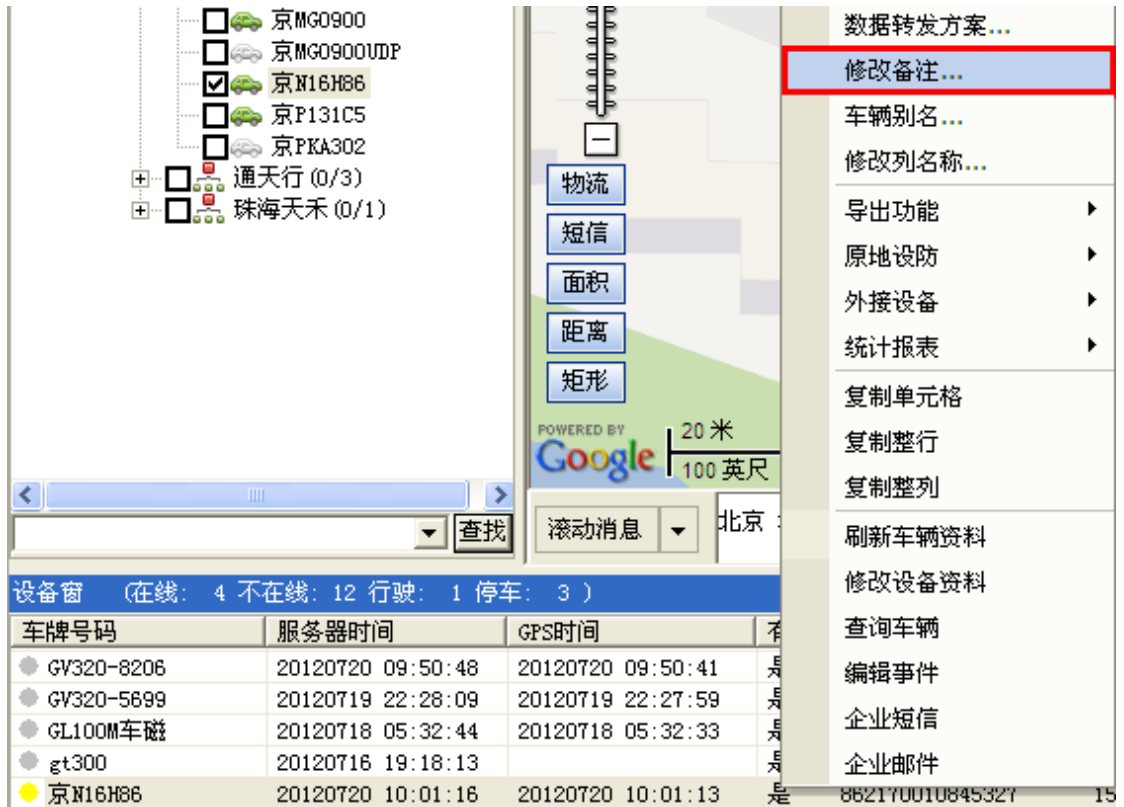 京MG0900
京MG0900UDP
京N16H86
京P131C5
京PKA302
通天行(0/3)
珠海天禾(0/1)
查找
物流
短信
面积
距离
矩形
POWERED BY
Google
20 米
100 英尺
滚动消息
北京
数据转发方案...
修改备注...
车辆别名...
修改列名称...
导出功能
原地设防
外接设备
统计报表
复制单元格
复制整行
复制整列
刷新车辆资料
修改设备资料
查询车辆
编辑事件
企业短信
企业邮件
设备窗 (在线: 4 不在线: 12 行驶: 1 停车: 3 )
车牌号码 服务器时间 GPS时间
GV320-8206 20120720 09:50:48 20120720 09:50:41 是
GV320-5699 20120719 22:28:09 20120719 22:27:59 是
GL100M车磁 20120718 05:32:44 20120718 05:32:33 是
gt300 20120716 19:18:13 是
京N16H86 20120720 10:01:16 20120720 10:01:13 是 862170010845327 15